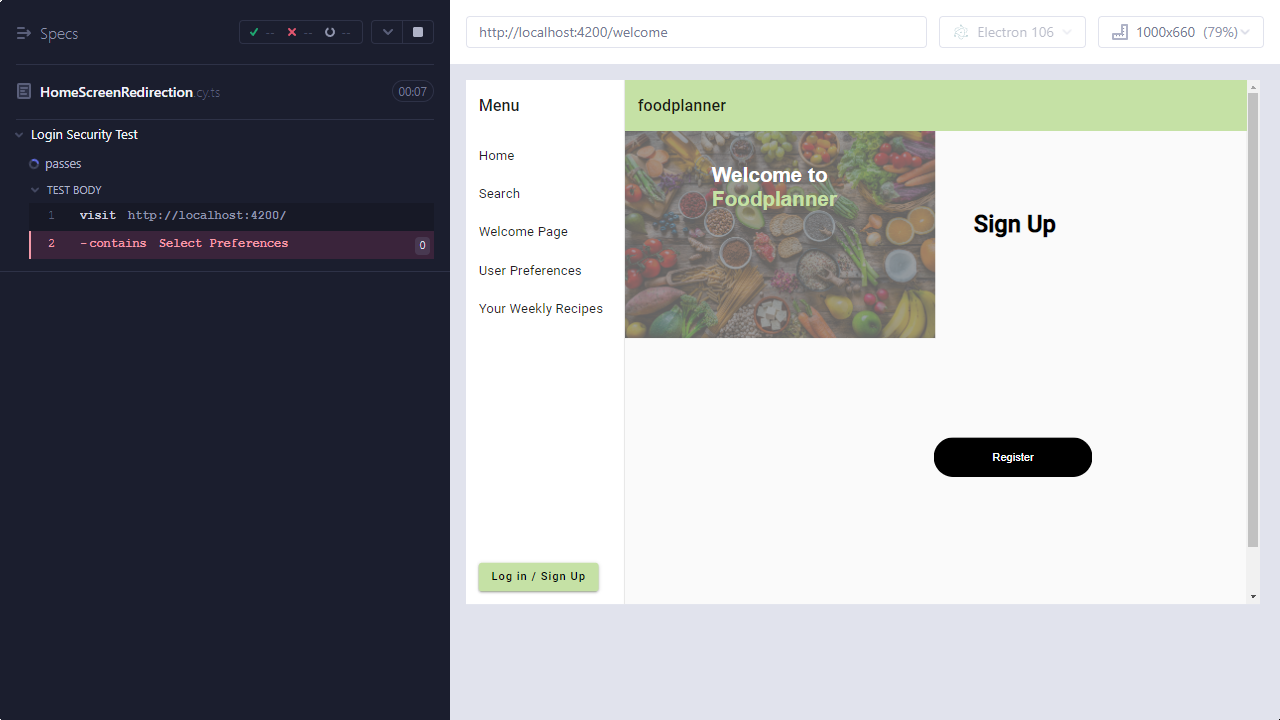 Specs
-- -- --
HomeScreenRedirection.cy.ts
00:07
Login Security Test
passes
TEST BODY
1 visit http://localhost:4200/
2 -contains Select Preferences 0
http://localhost:4200/welcome
Electron 106
1000x660 (79%)
Menu
Home
Search
Welcome Page
User Preferences
Your Weekly Recipes
Log in / Sign Up
foodplanner
Welcome to
Foodplanner
Sign Up
Register